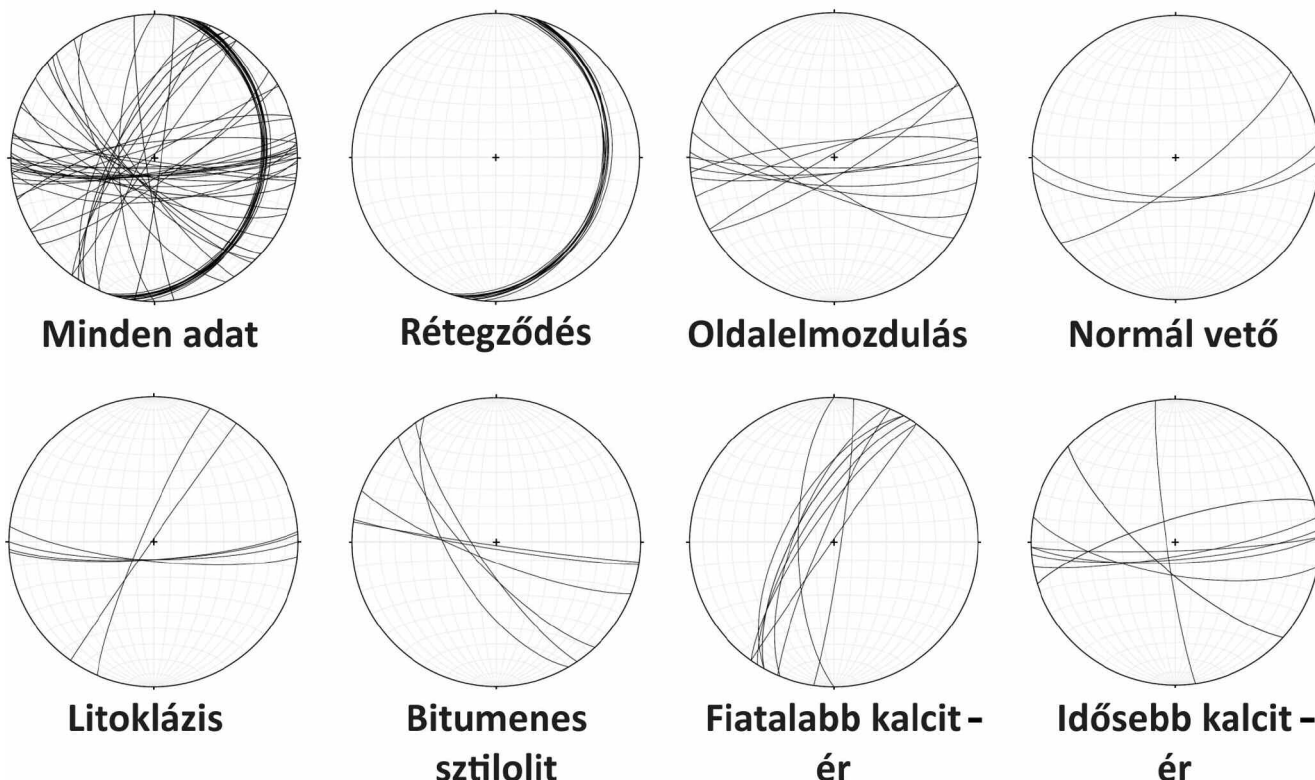 Minden adat
Rétegződés
Oldalelmozdulás
Normál vető
Litoklázis
Bitumenes
sztilolit
Fiatalabb kalcit -
ér
Idősebb kalcit -
ér